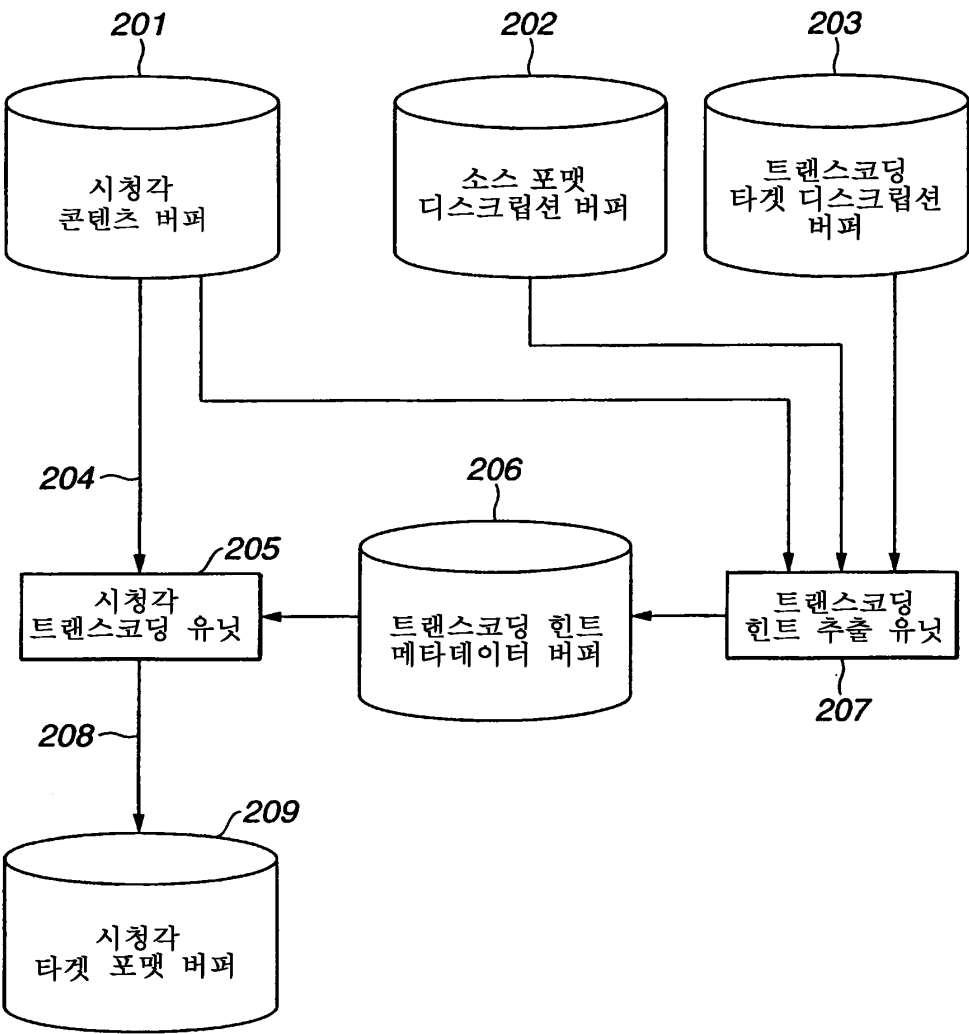 201
202
203
시청각
콘텐츠 버퍼
소스 포맷
디스크립션 버퍼
트랜스코딩
타겟 디스크립션
버퍼
204
206
205
시청각
트랜스코딩 유닛
트랜스코딩 힌트
메타데이터 버퍼
트랜스코딩
힌트 추출 유닛
207
208
209
시청각
타겟 포맷 버퍼